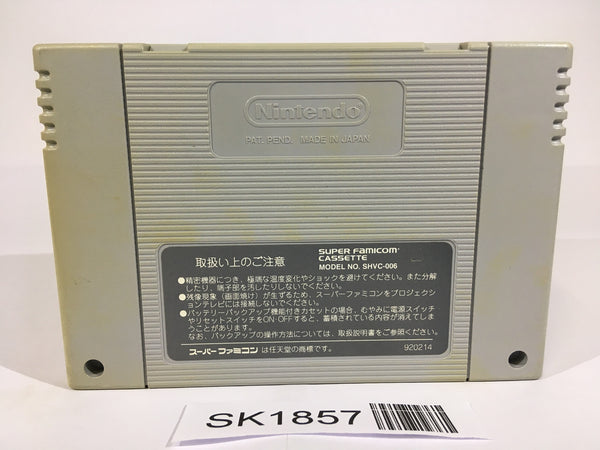 Nintendo
PAT. PEND. MADE IN JAPAN
取扱い上のご注意
SUPER FAMICOM
CASSETTE
MODEL NO. SHVC-006
●精密機器につき、極端な温度変化やショックを避けてください。また分解
したり、端子部を汚したりしないでください。
●残像現象（画面焼け）が生ずるため、スーパーファミコンをプロジェクシ
ョンテレビには接続しないでください。
●バッテリーバックアップ機能付きカセットの場合、むやみに電源スイッチ
やリセットスイッチをON・OFFすると、蓄積されている内容が消えてしま
うことがあります。
なお、バックアップの操作方法については、取扱説明書をご参照ください。
スーパーファミコンは任天堂の商標です。
920214
SK1857